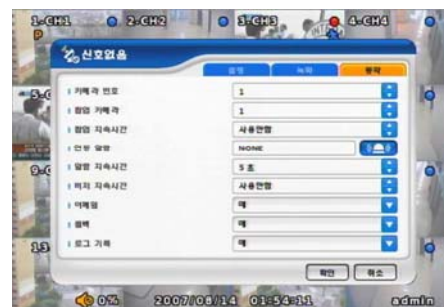 1-CH1 2-CH2 3-CH3 4-CH4
P
신호없음
설정 녹화 동작
카메라 번호 1
팝업 카메라 1
팝업 지속시간 사용안함
연동 알람 NONE
알람 지속시간 5 초
지속시간 사용안함
이메일 예
예
로그 기록 예
확인 취소
0% 2007/08/14 01:54:11 admin